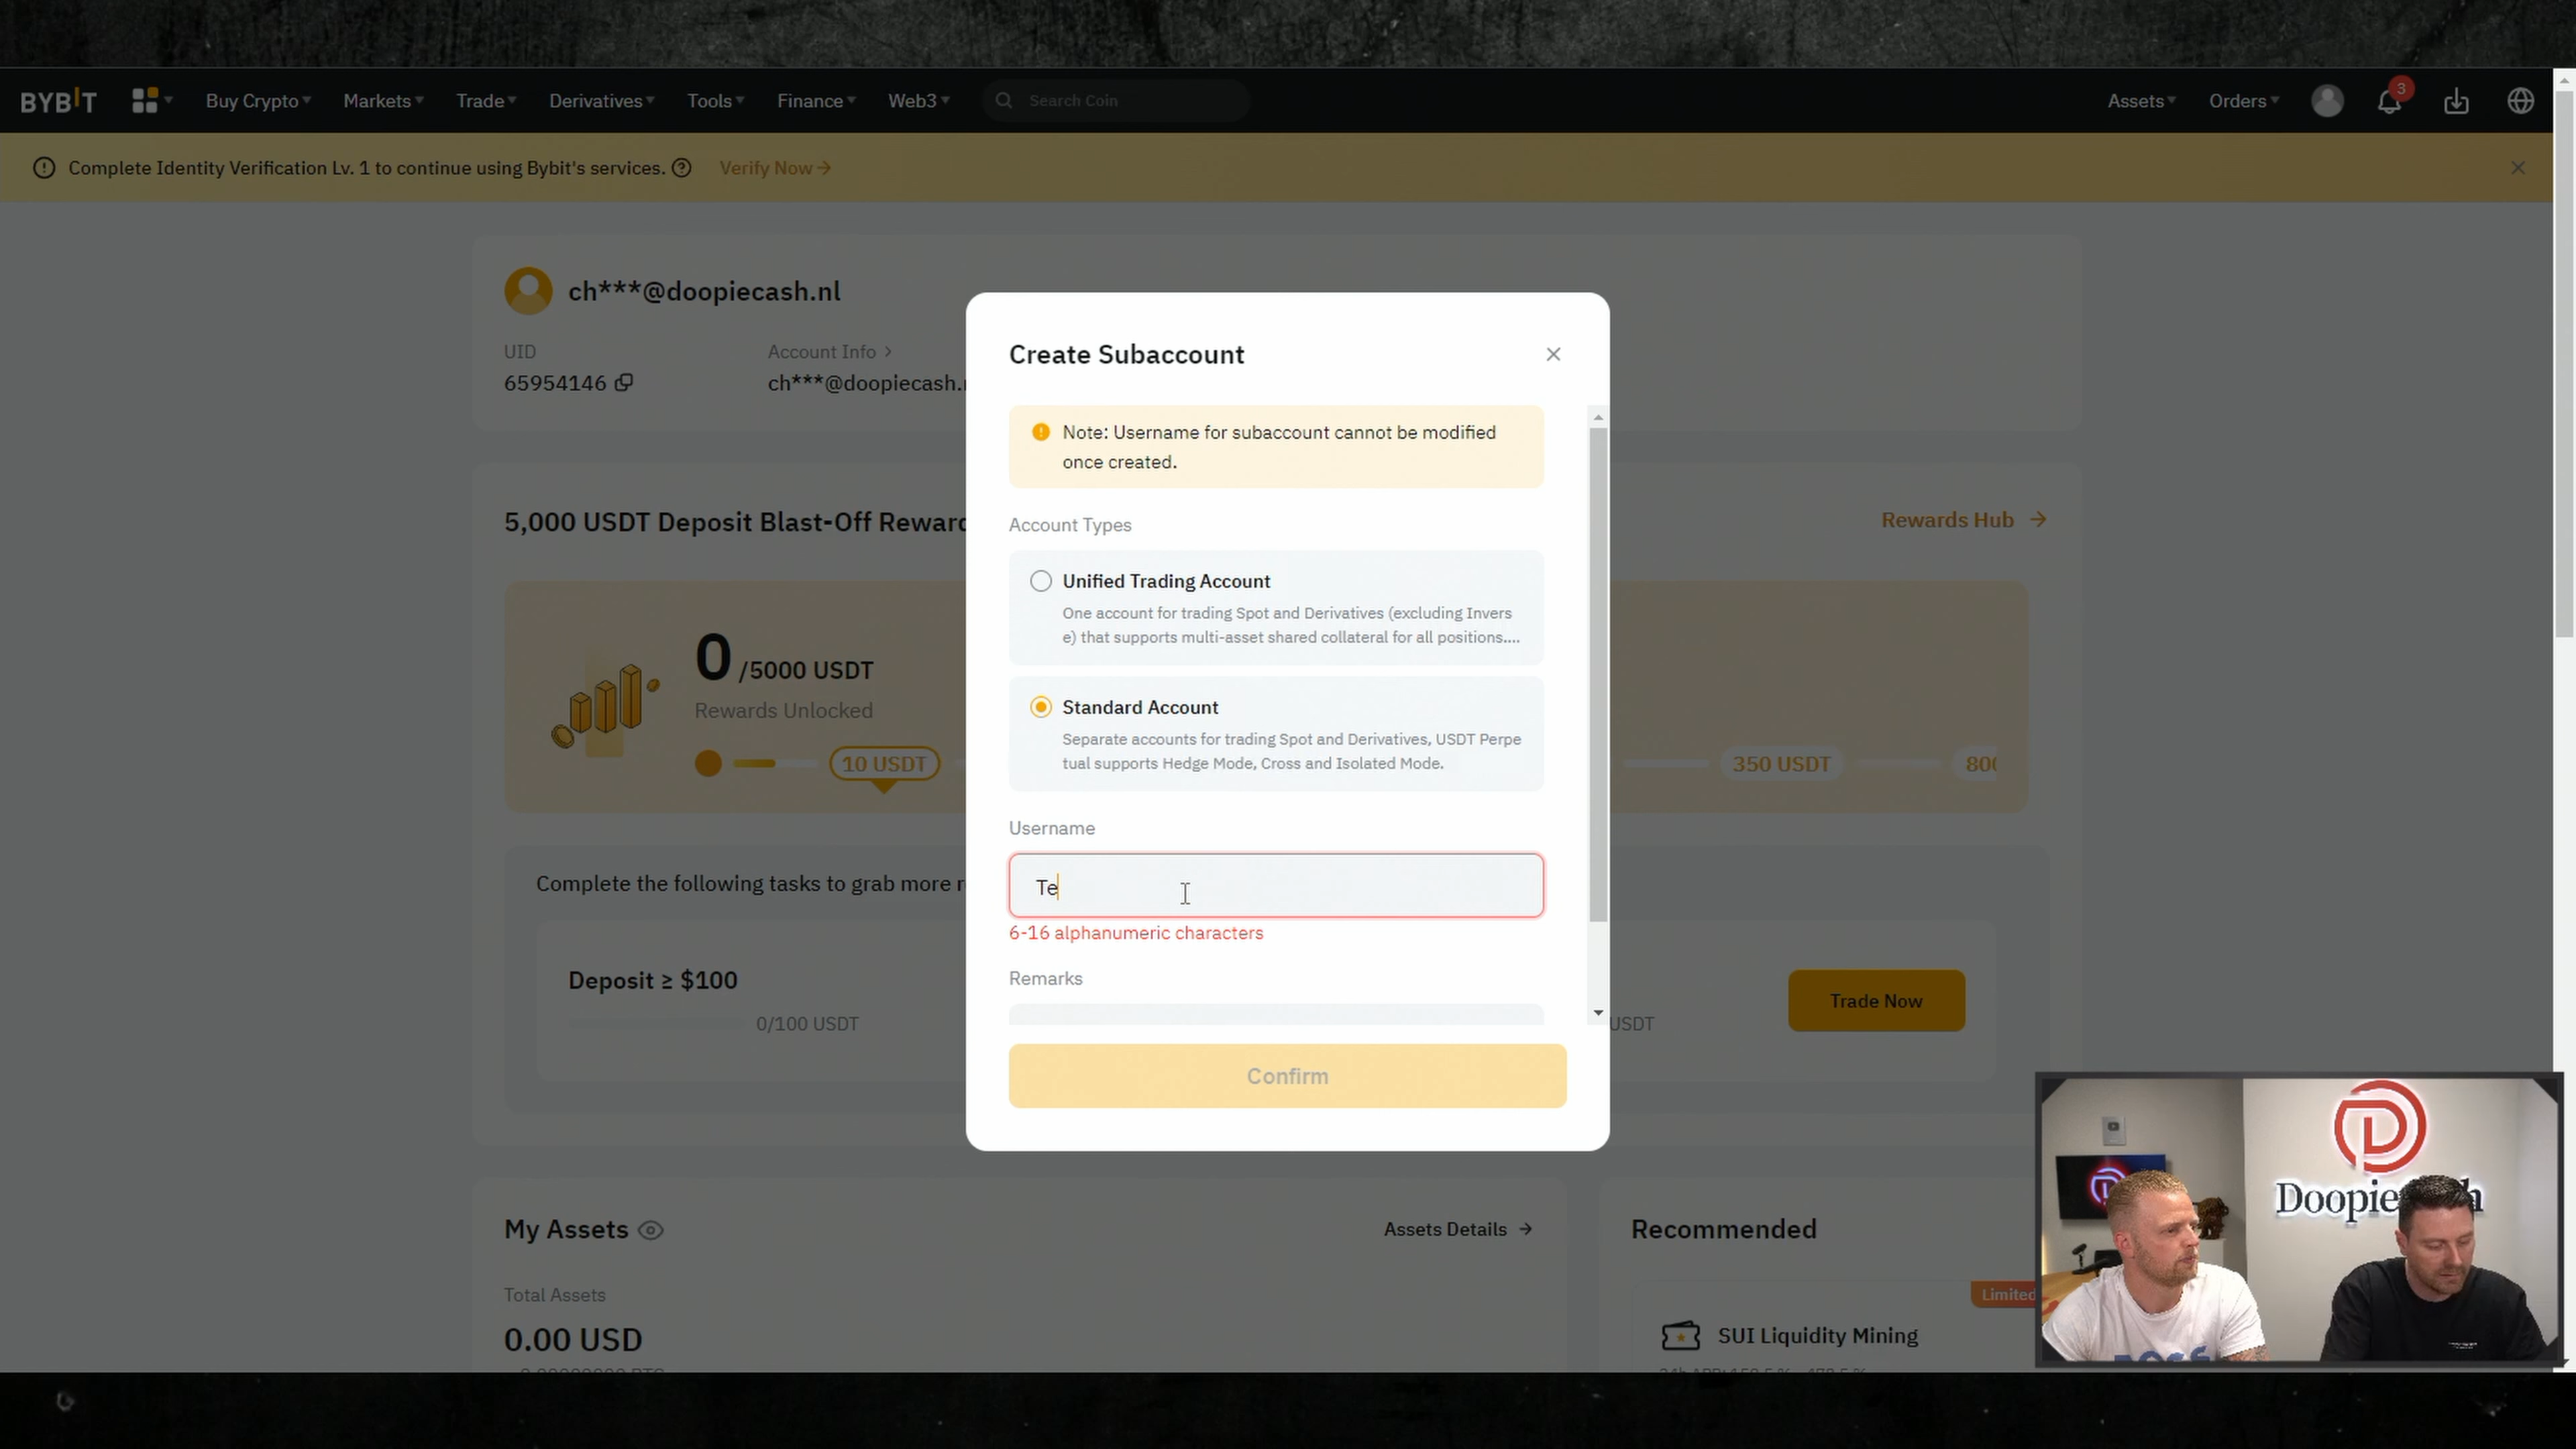 BYBIT
Buy Crypto
Markets
Trade
Derivatives
Tools
Finance
Web3
Search Coin
Assets
Orders
3
Complete Identity Verification Lv. 1 to continue using Bybit's services.
Verify Now
ch***@doopiecash.nl
UID
Account Info
65954146
ch***@doopiecash.
5,000 USDT Deposit Blast-Off
Rewards Hub
0 /5000 USDT
Rewards Unlocked
10 USDT
350 USDT
Complete the following tasks to grab more
Deposit ≥ $100
0/100 USDT
USDT
Trade Now
My Assets
Assets Details
Total Assets
0.00 USD
Recommended
Limited
SUI Liquidity Mining
Create Subaccount
Note: Username for subaccount cannot be modified
once created.
Account Types
Unified Trading Account
One account for trading Spot and Derivatives (excluding Invers
e) that supports multi-asset shared collateral for all positions....
Standard Account
Separate accounts for trading Spot and Derivatives, USDT Perpe
tual supports Hedge Mode, Cross and Isolated Mode.
Username
Te
6-16 alphanumeric characters
Remarks
Confirm